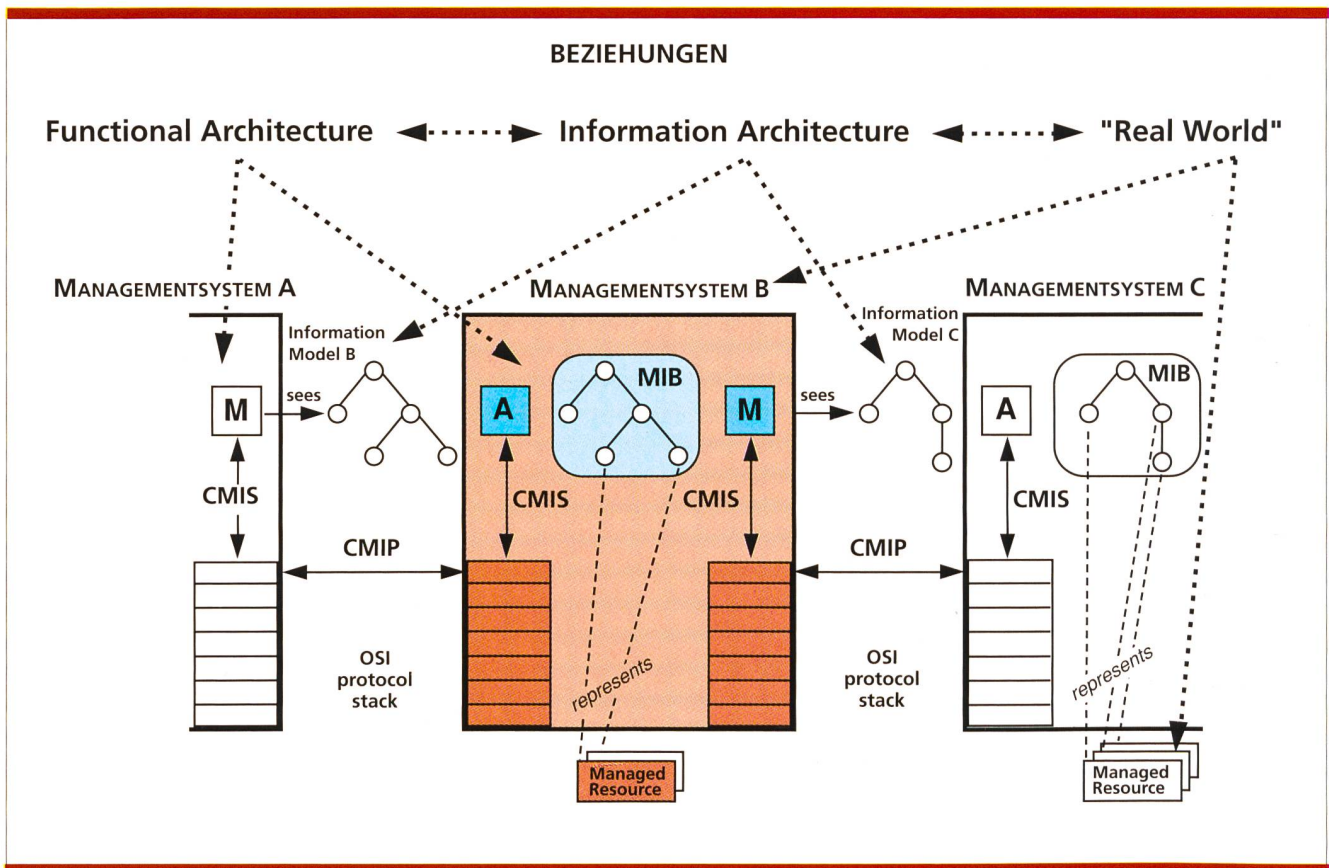 BEZIEHUNGEN
Functional Architecture
Information Architecture
"Real World"
MANAGEMENTSYSTEM A
MANAGEMENTSYSTEM B
MANAGEMENTSYSTEM C
Information
Model B
Information
Model C
M
sees
A
MIB
M
sees
A
MIB
CMIS
CMIS
CMIS
CMIS
CMIP
CMIP
OSI
protocol
stack
represents
OSI
protocol
stack
represents
Managed
Resource
Managed
Resource